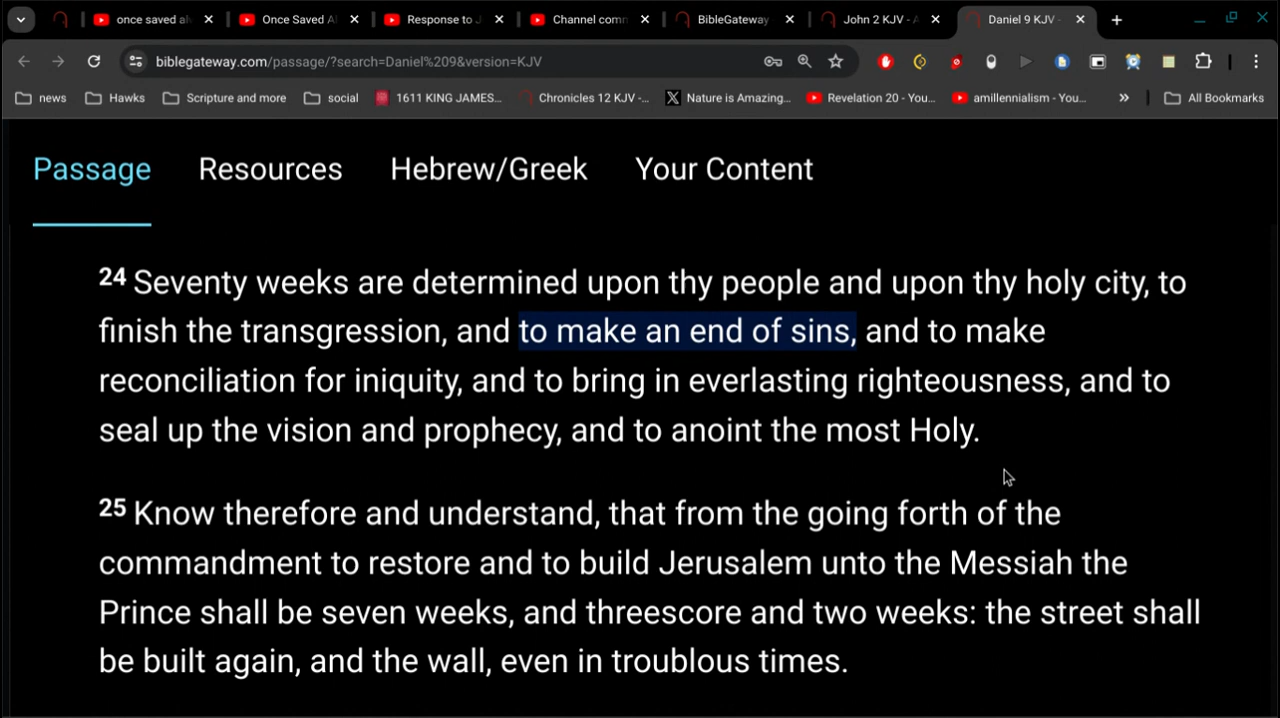 once saved al
Once Saved Al
Response to J
Channel comm
BibleGateway
John 2 KJV - A
Daniel 9 KJV -
biblegateway.com/passage/?search=Daniel%209&version=KJV
news
Hawks
Scripture and more
social
1611 KING JAMES...
Chronicles 12 KJV -...
Nature is Amazing...
Revelation 20 - You...
amillennialism - You...
All Bookmarks
Passage
Resources
Hebrew/Greek
Your Content
24 Seventy weeks are determined upon thy people and upon thy holy city, to
finish the transgression, and to make an end of sins, and to make
reconciliation for iniquity, and to bring in everlasting righteousness, and to
seal up the vision and prophecy, and to anoint the most Holy.
25 Know therefore and understand, that from the going forth of the
commandment to restore and to build Jerusalem unto the Messiah the
Prince shall be seven weeks, and threescore and two weeks: the street shall
be built again, and the wall, even in troublous times.